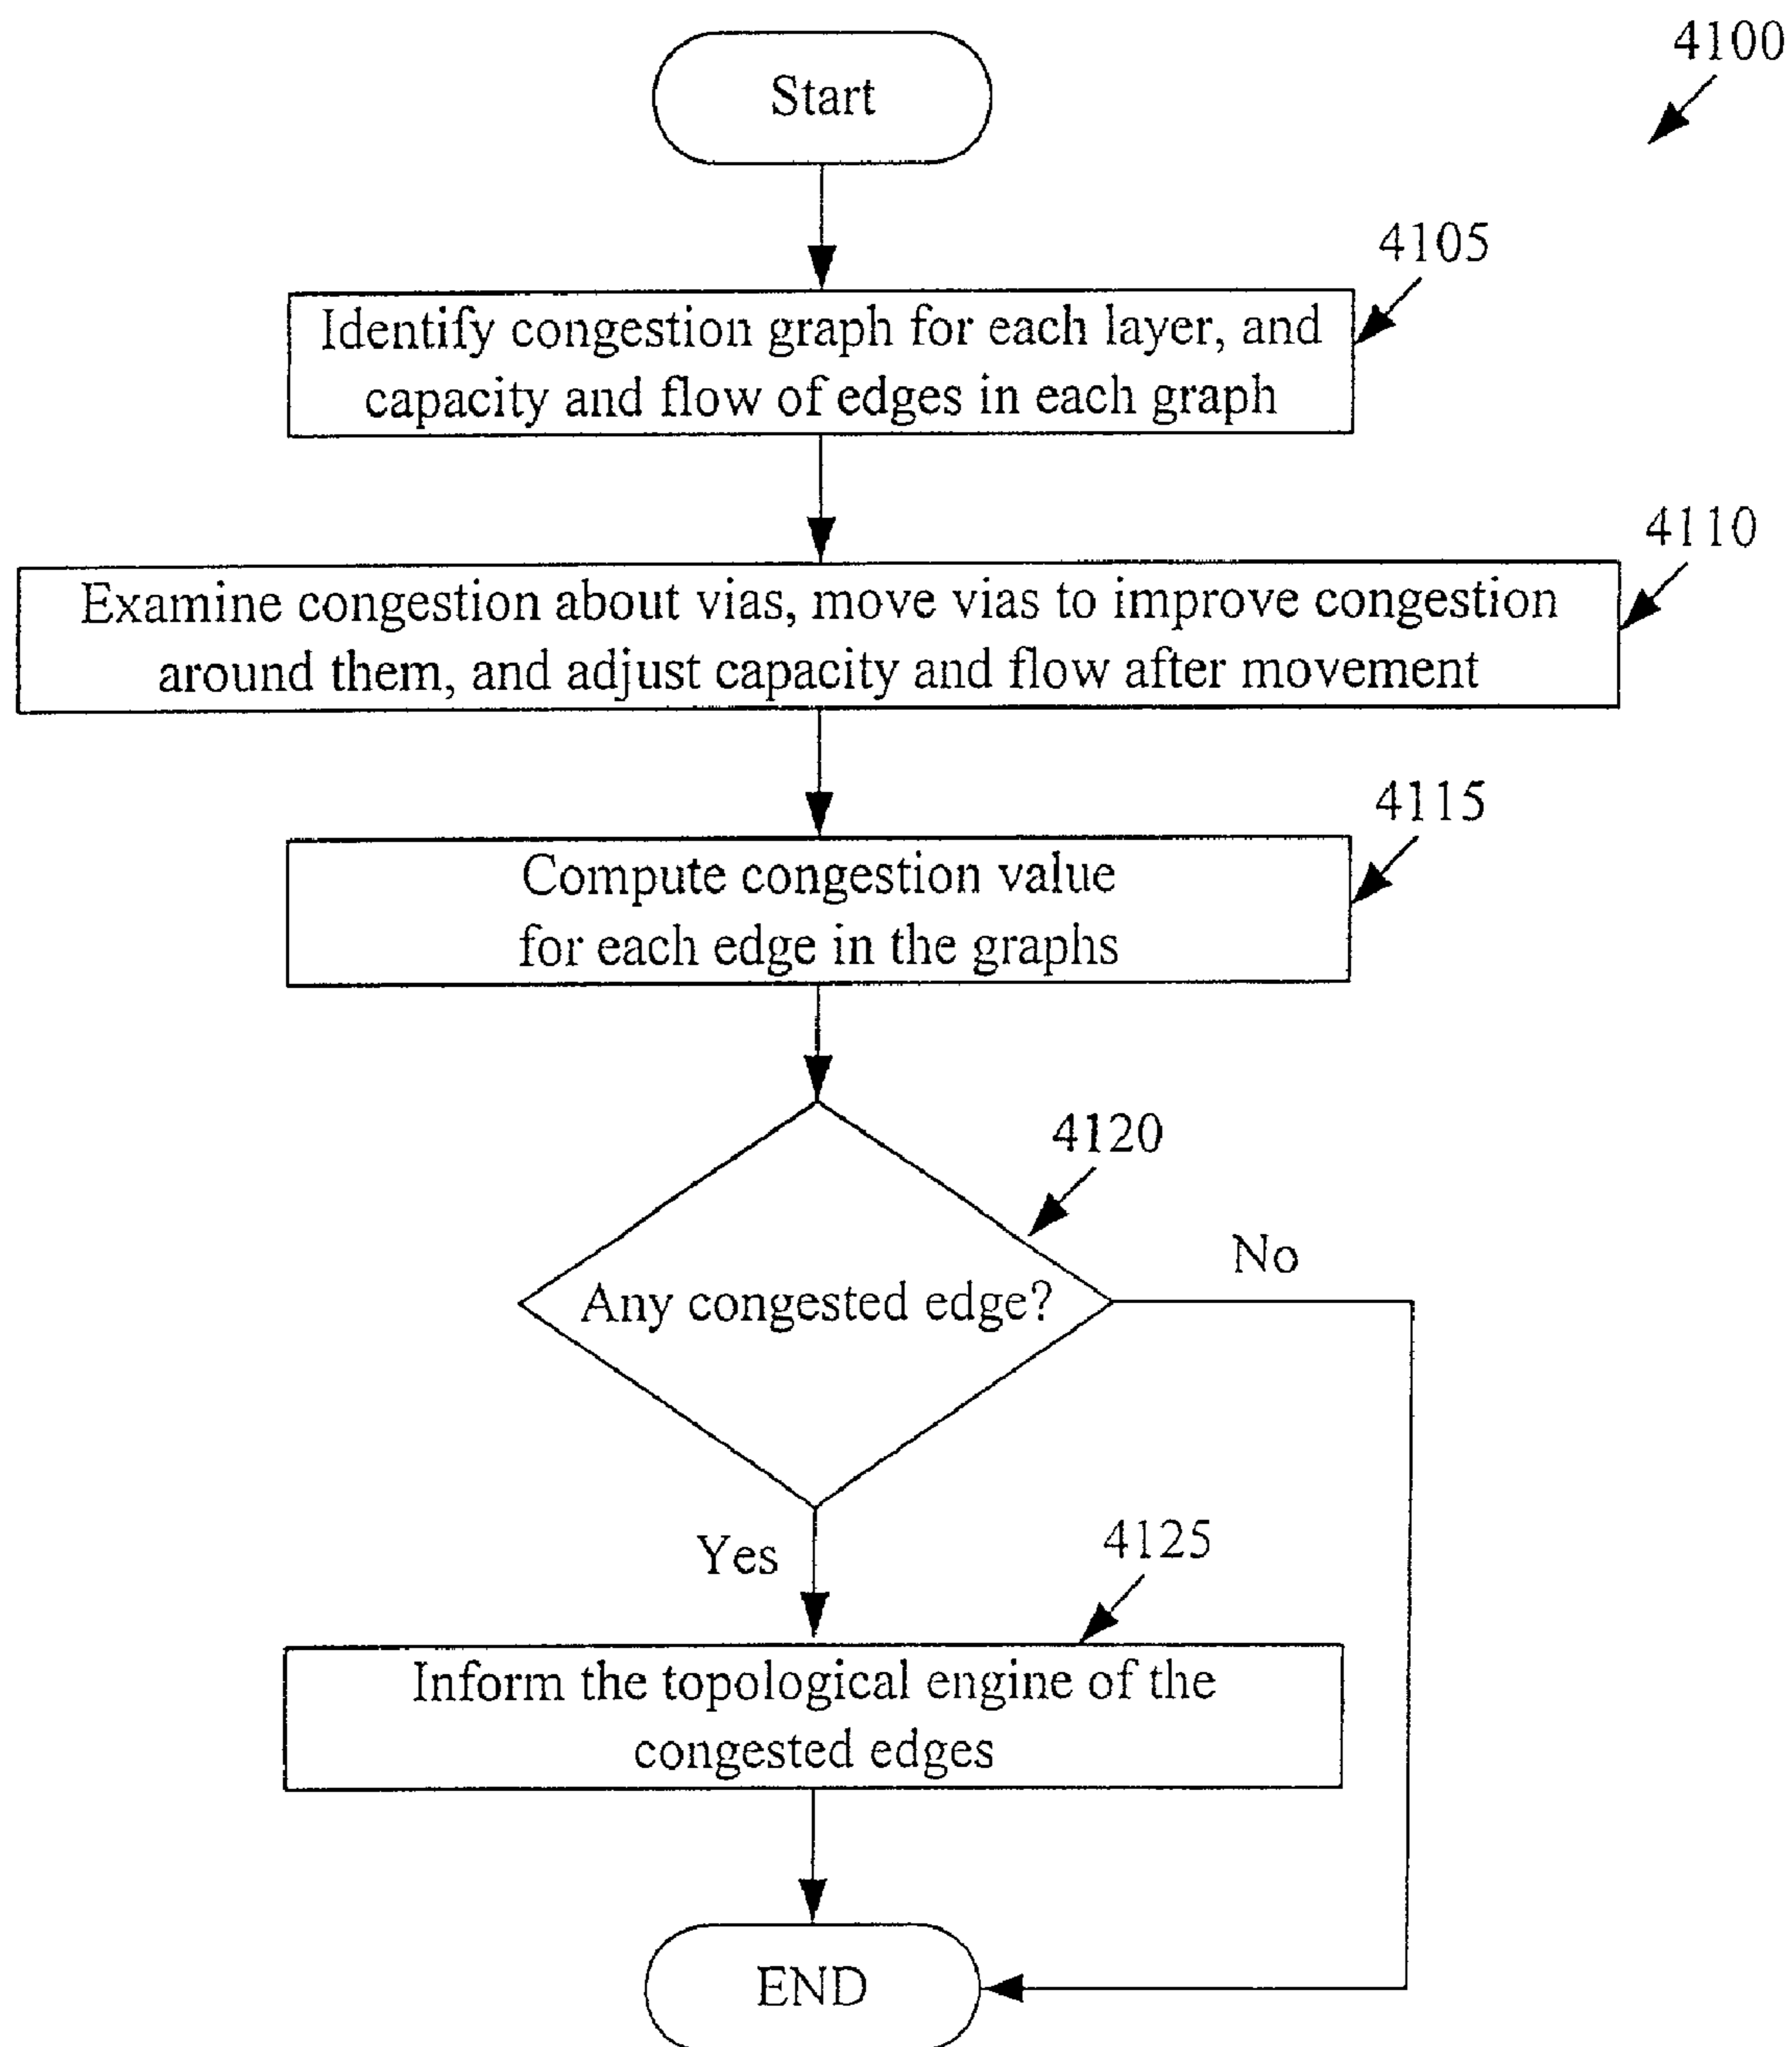 4100
Start
4105
Identify congestion graph for each layer, and
capacity and flow of edges in each graph
4110
Examine congestion about vias, move vias to improve congestion
around them, and adjust capacity and flow after movement
4115
Compute congestion value
for each edge in the graphs
4120
No
Any congested edge?
Yes
4125
Inform the topological engine of the
congested edges
END